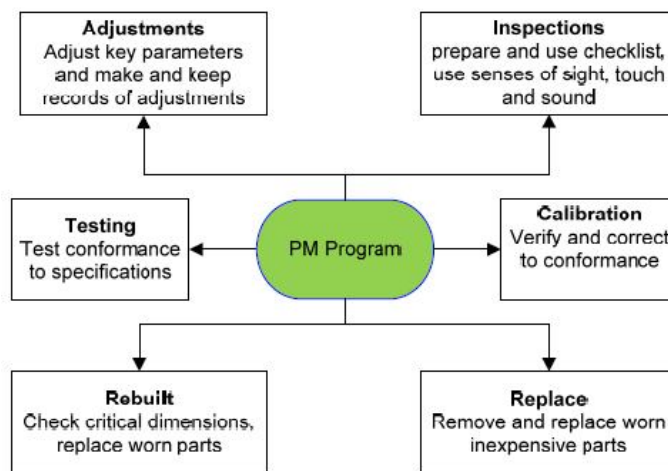 Adjustments
Adjust key parameters
and make and keep
records of adjustments
Inspections
prepare and use checklist,
use senses of sight, touch
and sound
Testing
Test conformance
to specifications
PM Program
Calibration
Verify and correct
to conformance
Rebuilt
Check critical dimensions,
replace worn parts
Replace
Remove and replace worn
inexpensive parts